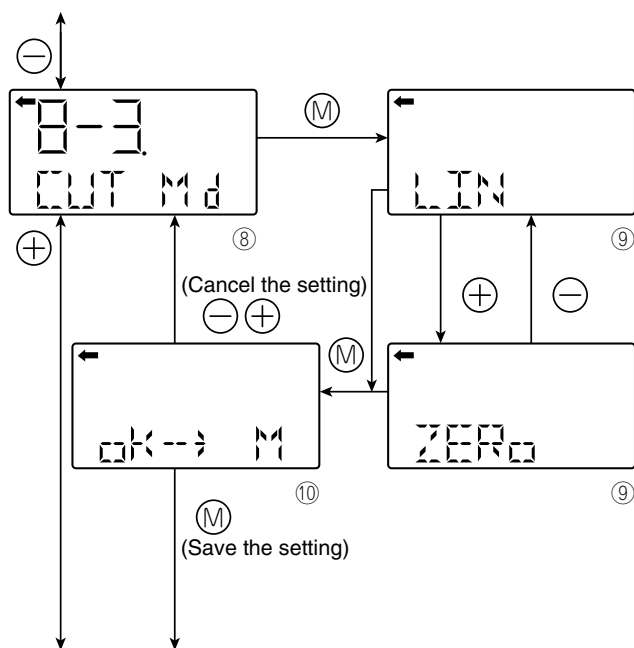 ⊖
8-3.
CUT Md
⑧
Ⓜ
LIN
⑨
⊕
(Cancel the setting)
⊖ ⊕
⊕
⊖
Ⓜ
oK--→ M
⑩
ZERo
⑨
Ⓜ
(Save the setting)